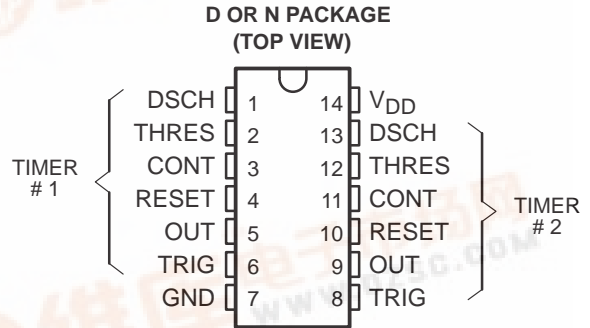 D OR N PACKAGE
(TOP VIEW)
DSCH 1 14 VDD
THRES 2 13 DSCH
CONT 3 12 THRES
RESET 4 11 CONT
OUT 5 10 RESET
TRIG 6 9 OUT
GND 7 8 TRIG
TIMER
# 1
TIMER
# 2